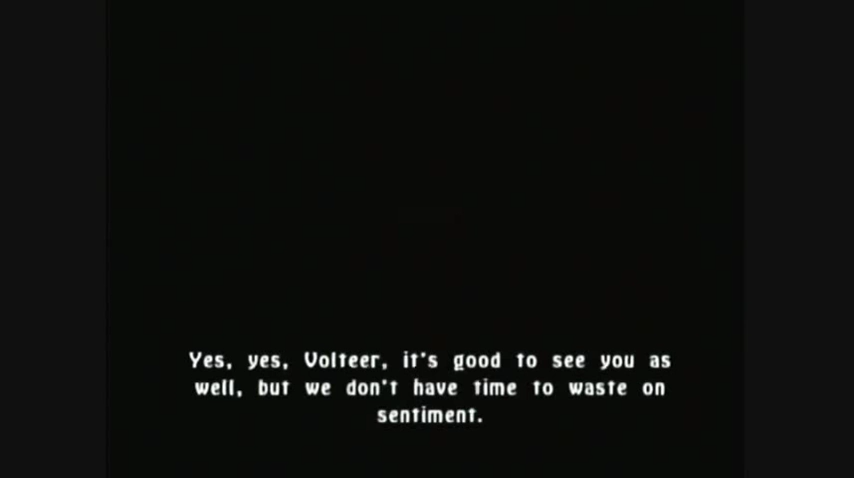 Yes, yes, Volteer, it's good to see you as
well, but we don't have time to waste on
sentiment.